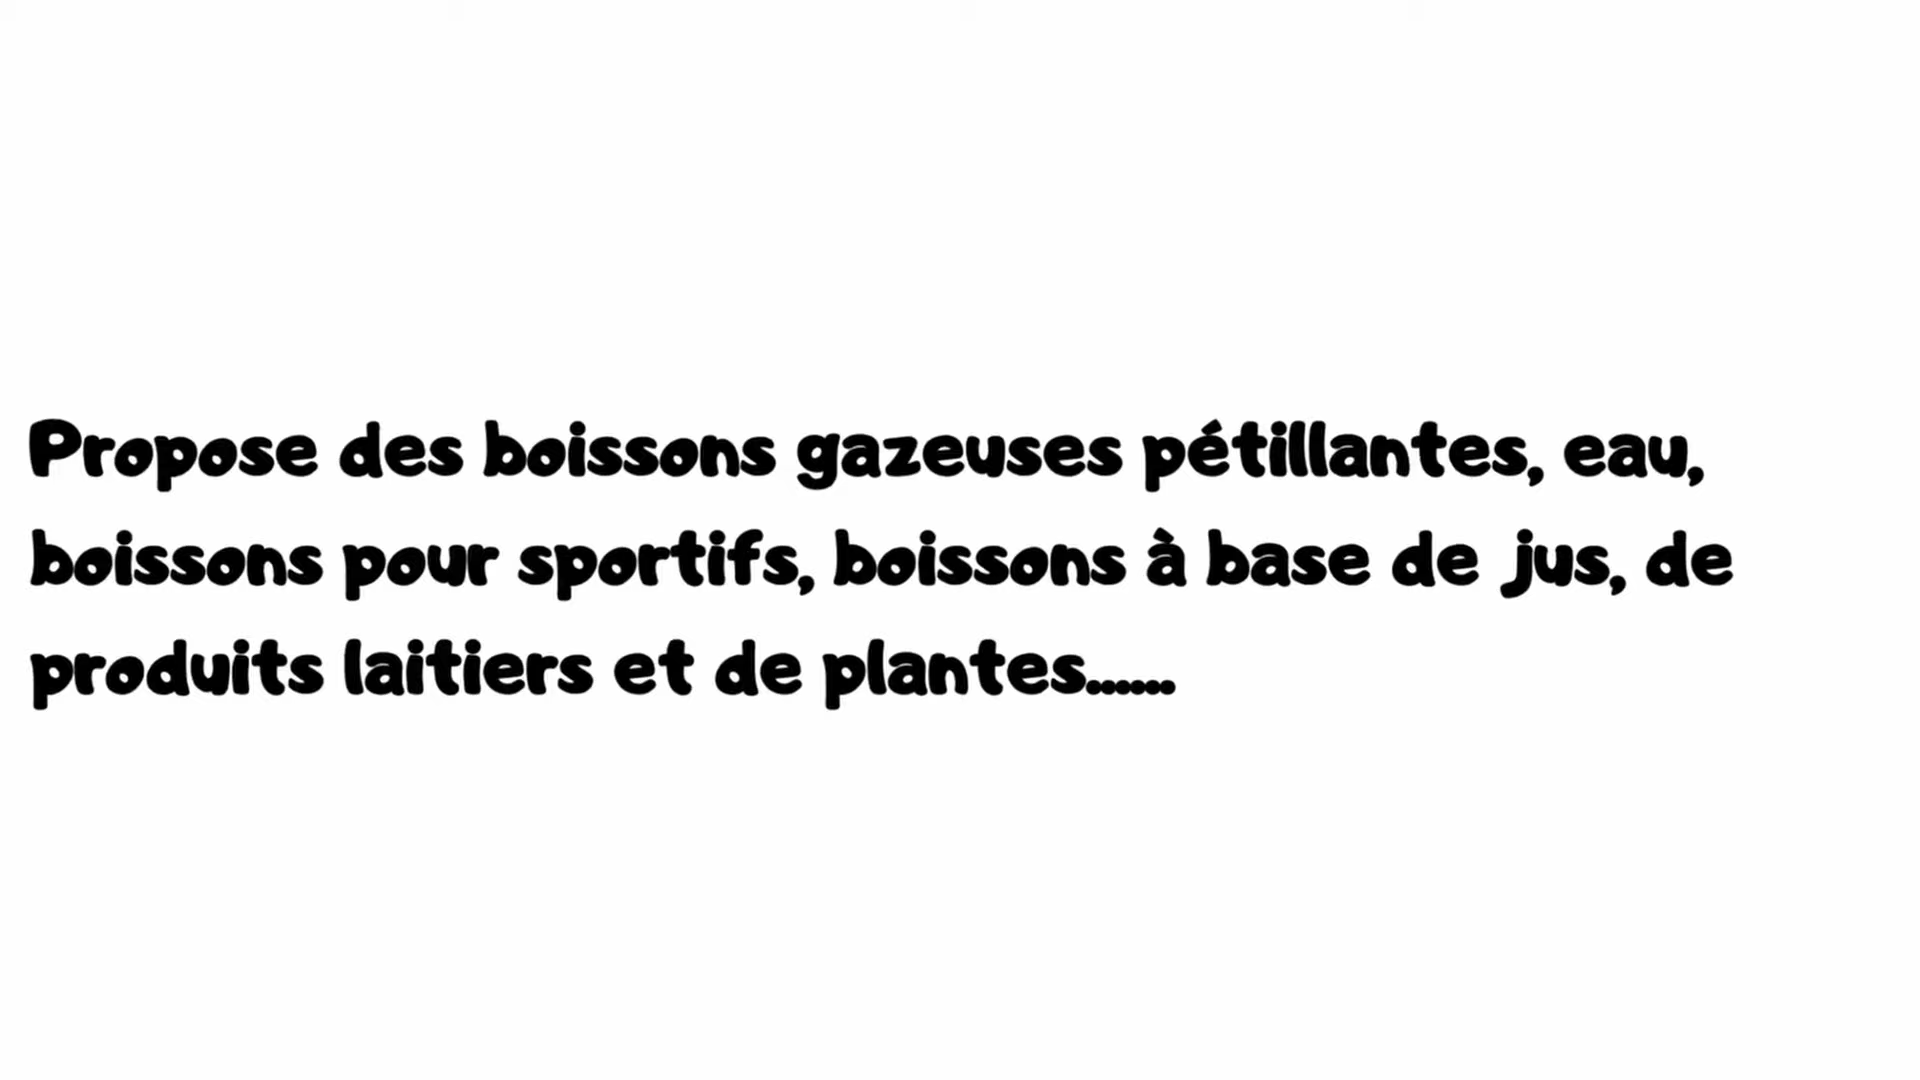 Propose des boissons gazeuses pétillantes, eau,
boissons pour sportifs, boissons à base de jus, de
produits laitiers et de plantes.......